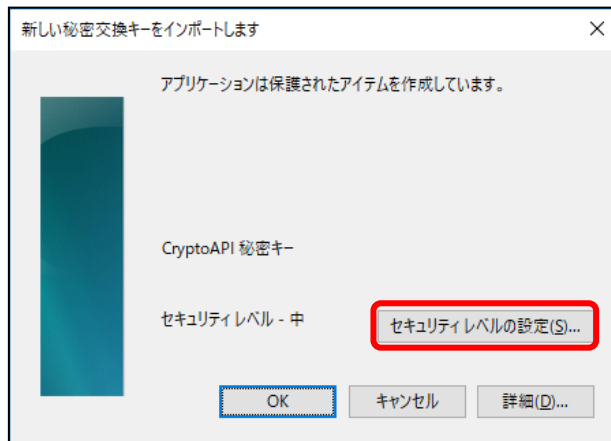 新しい秘密交換キーをインポートします
アプリケーションは保護されたアイテムを作成しています。
CryptoAPI 秘密キー
セキュリティ レベル - 中
セキュリティ レベルの設定(S)...
OK
キャンセル
詳細(D)...